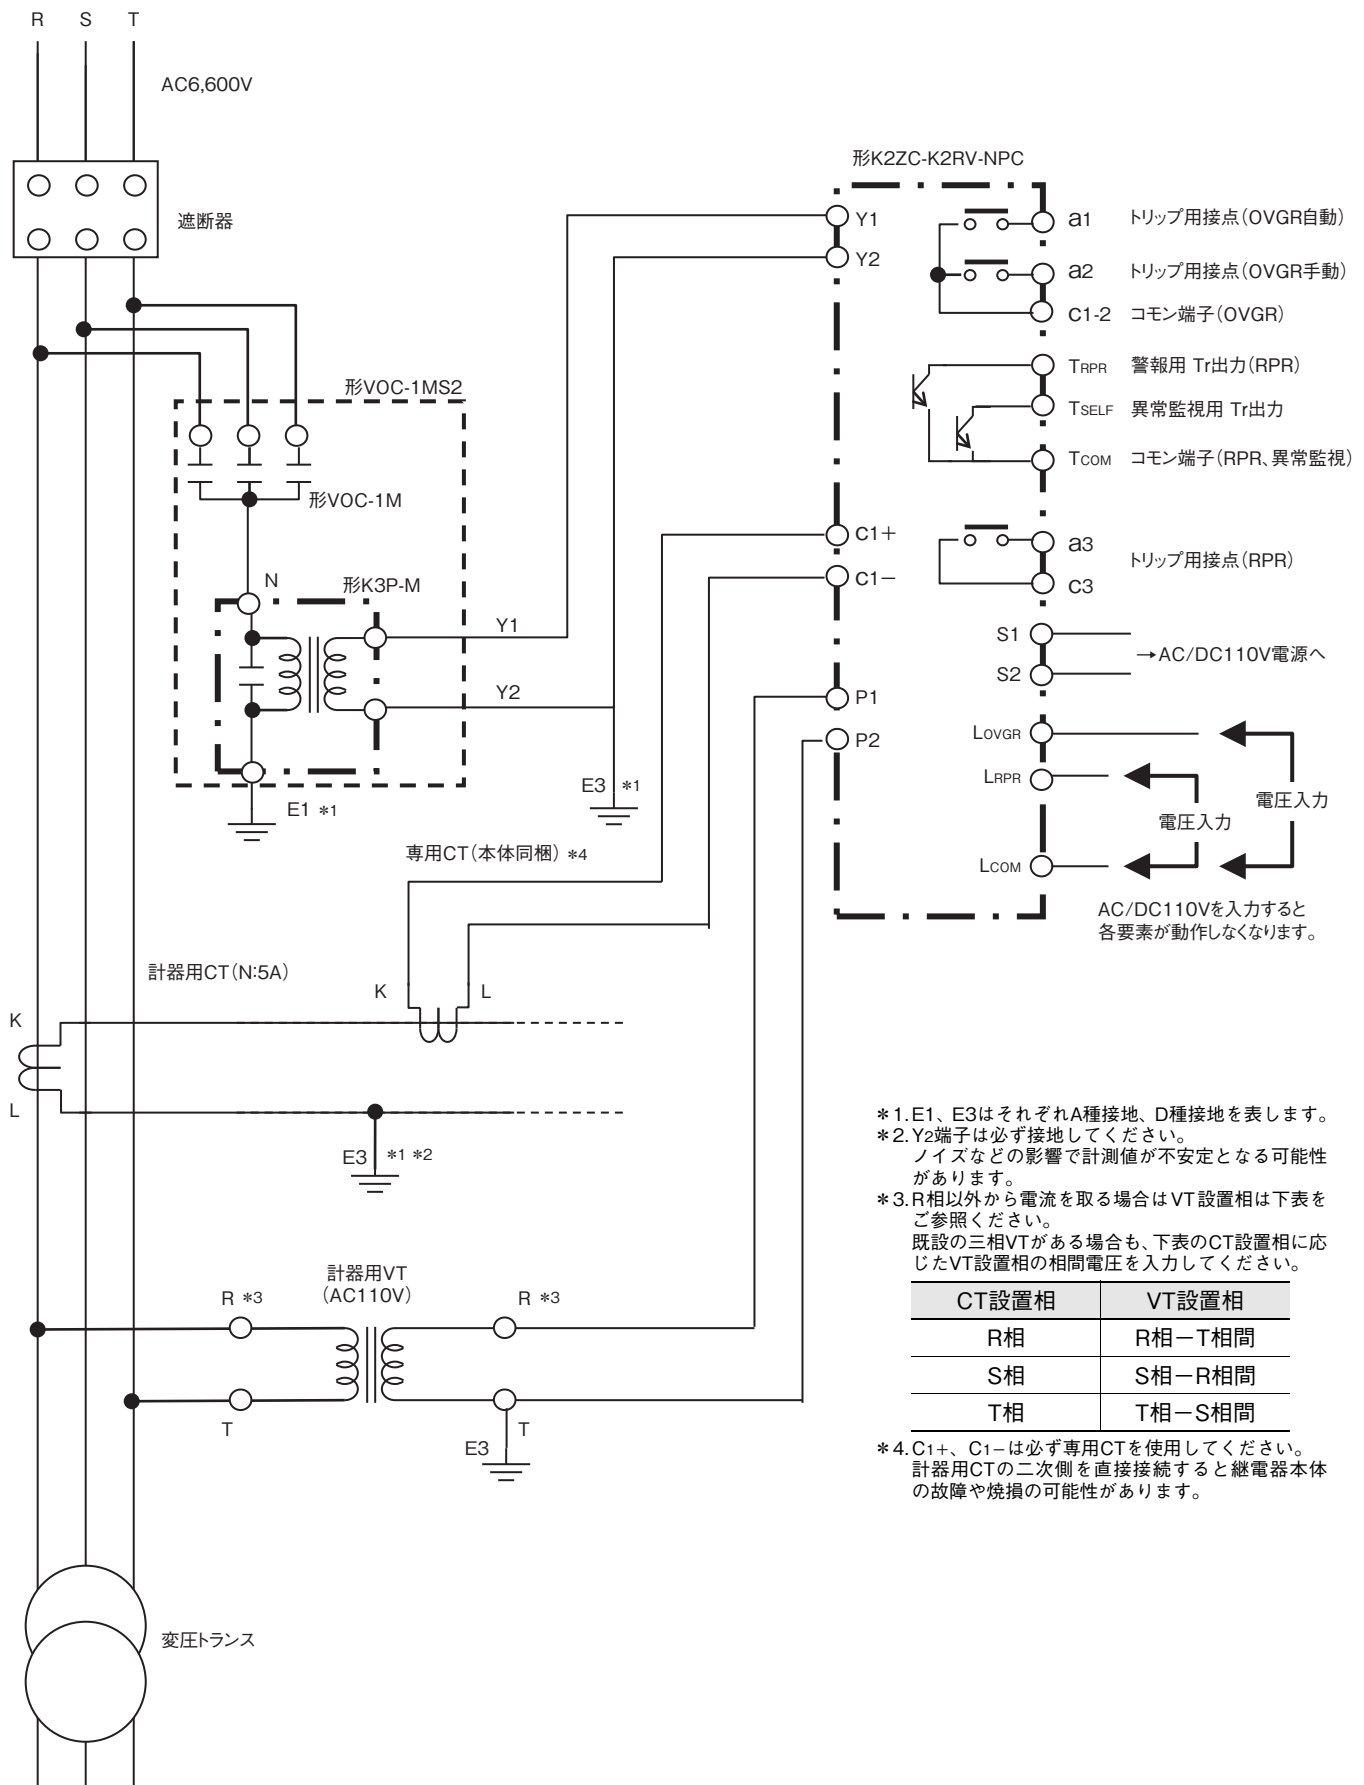 R S T
AC6,600V
遮断器
形K2ZC-K2RV-NPC
Y1
Y2
a1 トリップ用接点(OVGR自動)
a2 トリップ用接点(OVGR手動)
c1-2 コモン端子(OVGR)
TRPR 警報用 Tr出力(RPR)
TSELF 異常監視用 Tr出力
TCOM コモン端子(RPR、異常監視)
形VOC-1MS2
形VOC-1M
C1+
C1−
a3
c3
トリップ用接点(RPR)
N
形K3P-M
Y1
Y2
S1
S2
→AC/DC110V電源へ
P1
P2
LOVGR
LRPR
LCOM
電圧入力
電圧入力
AC/DC110Vを入力すると
各要素が動作しなくなります。
E1 *1
E3 *1
専用CT(本体同梱) *4
計器用CT(N:5A)
K L
K
L
E3 *1 *2
計器用VT
(AC110V)
R *3
R *3
T
T
E3
変圧トランス
*1.E1、E3はそれぞれA種接地、D種接地を表します。
*2.Y2端子は必ず接地してください。
ノイズなどの影響で計測値が不安定となる可能性
があります。
*3.R相以外から電流を取る場合はVT設置相は下表を
ご参照ください。
既設の三相VTがある場合も、下表のCT設置相に応
じたVT設置相の相間電圧を入力してください。
CT設置相 VT設置相
R相 R相−T相間
S相 S相−R相間
T相 T相−S相間
*4.C1+、C1−は必ず専用CTを使用してください。
計器用CTの二次側を直接接続すると継電器本体
の故障や焼損の可能性があります。